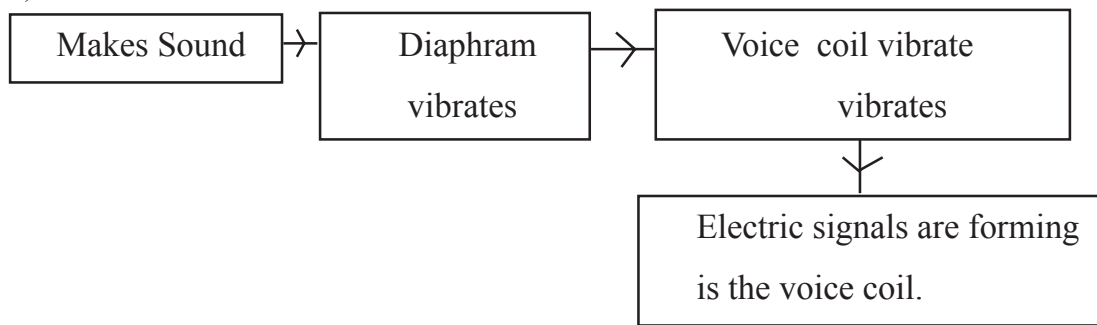 Makes Sound
Diaphram
vibrates
Voice coil vibrate
vibrates
Electric signals are forming
is the voice coil.